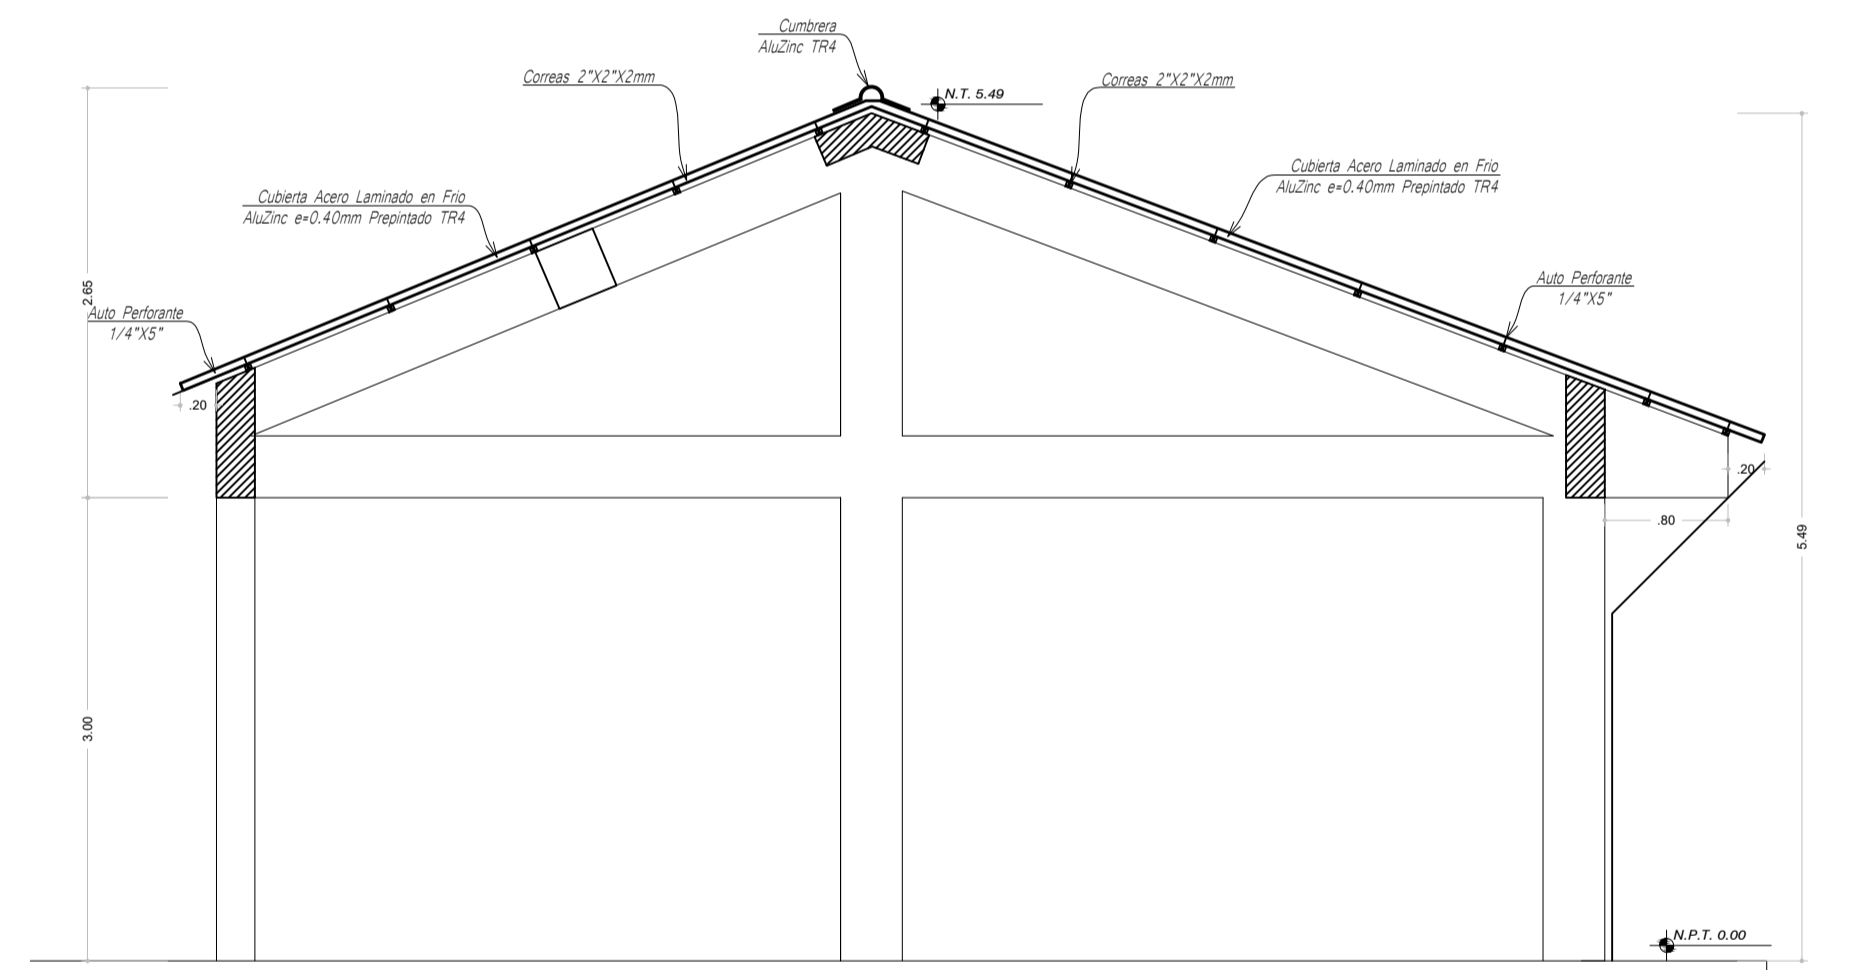 Cumbrera
AluZinc TR4
Correas 2"X2"X2mm
Correas 2"X2"X2mm
N.T. 5.49
Cubierta Acero Laminado en Frio
AluZinc e=0.40mm Prepintado TR4
Cubierta Acero Laminado en Frio
AluZinc e=0.40mm Prepintado TR4
2.65
Auto Perforante
1/4"X5"
Auto Perforante
1/4"X5"
.20
.20
.80
5.49
3.00
N.P.T. 0.00